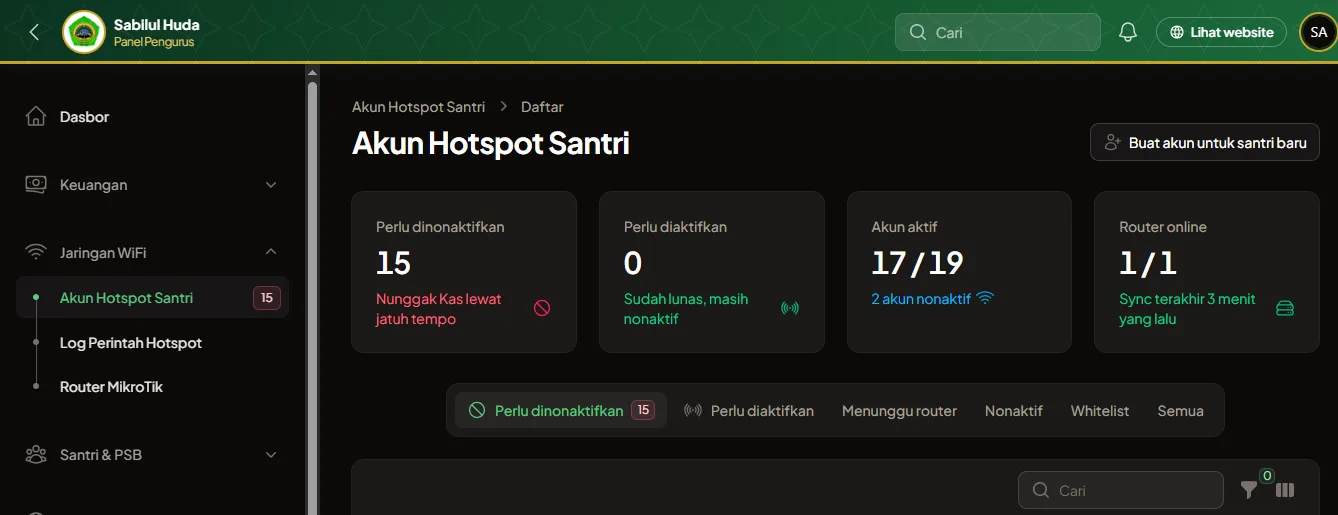 Sabilul Huda
Panel Pengurus
Cari
Lihat website
SA
Dasbor
Keuangan
Jaringan WiFi
Akun Hotspot Santri 15
Log Perintah Hotspot
Router MikroTik
Santri & PSB
Akun Hotspot Santri > Daftar
Akun Hotspot Santri
Buat akun untuk santri baru
Perlu dinonaktifkan
15
Nunggak Kas lewat
jatuh tempo
Perlu diaktifkan
0
Sudah lunas, masih
nonaktif
Akun aktif
17 / 19
2 akun nonaktif
Router online
1 / 1
Sync terakhir 3 menit
yang lalu
Perlu dinonaktifkan 15 Perlu diaktifkan Menunggu router Nonaktif Whitelist Semua
Cari
0